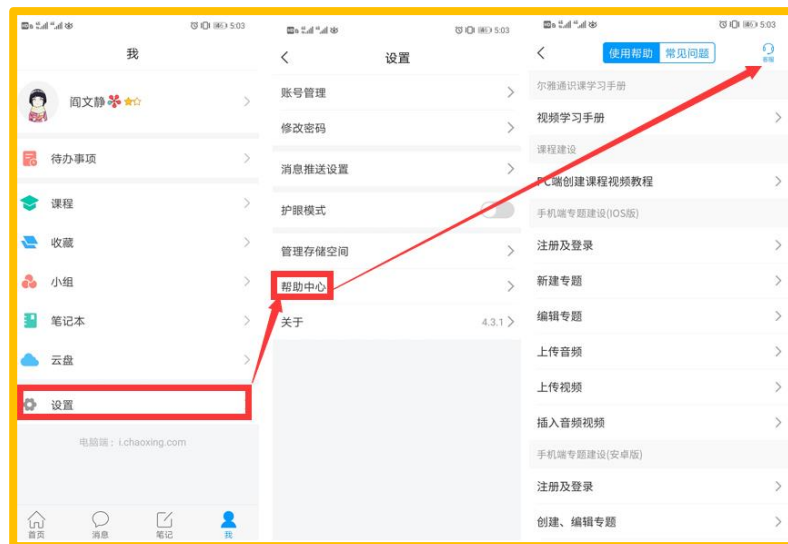 5:03
我
阎文静
待办事项
课程
收藏
小组
笔记本
云盘
设置
电脑端：i.chaoxing.com
首页
消息
笔记
我
5:03
设置
账号管理
修改密码
消息推送设置
护眼模式
管理存储空间
帮助中心
关于
4.3.1
5:03
使用帮助
常见问题
客服
尔雅通识课学习手册
视频学习手册
课程建设
PC端创建课程视频教程
手机端专题建设(IOS版)
注册及登录
新建专题
编辑专题
上传音频
上传视频
插入音频视频
手机端专题建设(安卓版)
注册及登录
创建、编辑专题